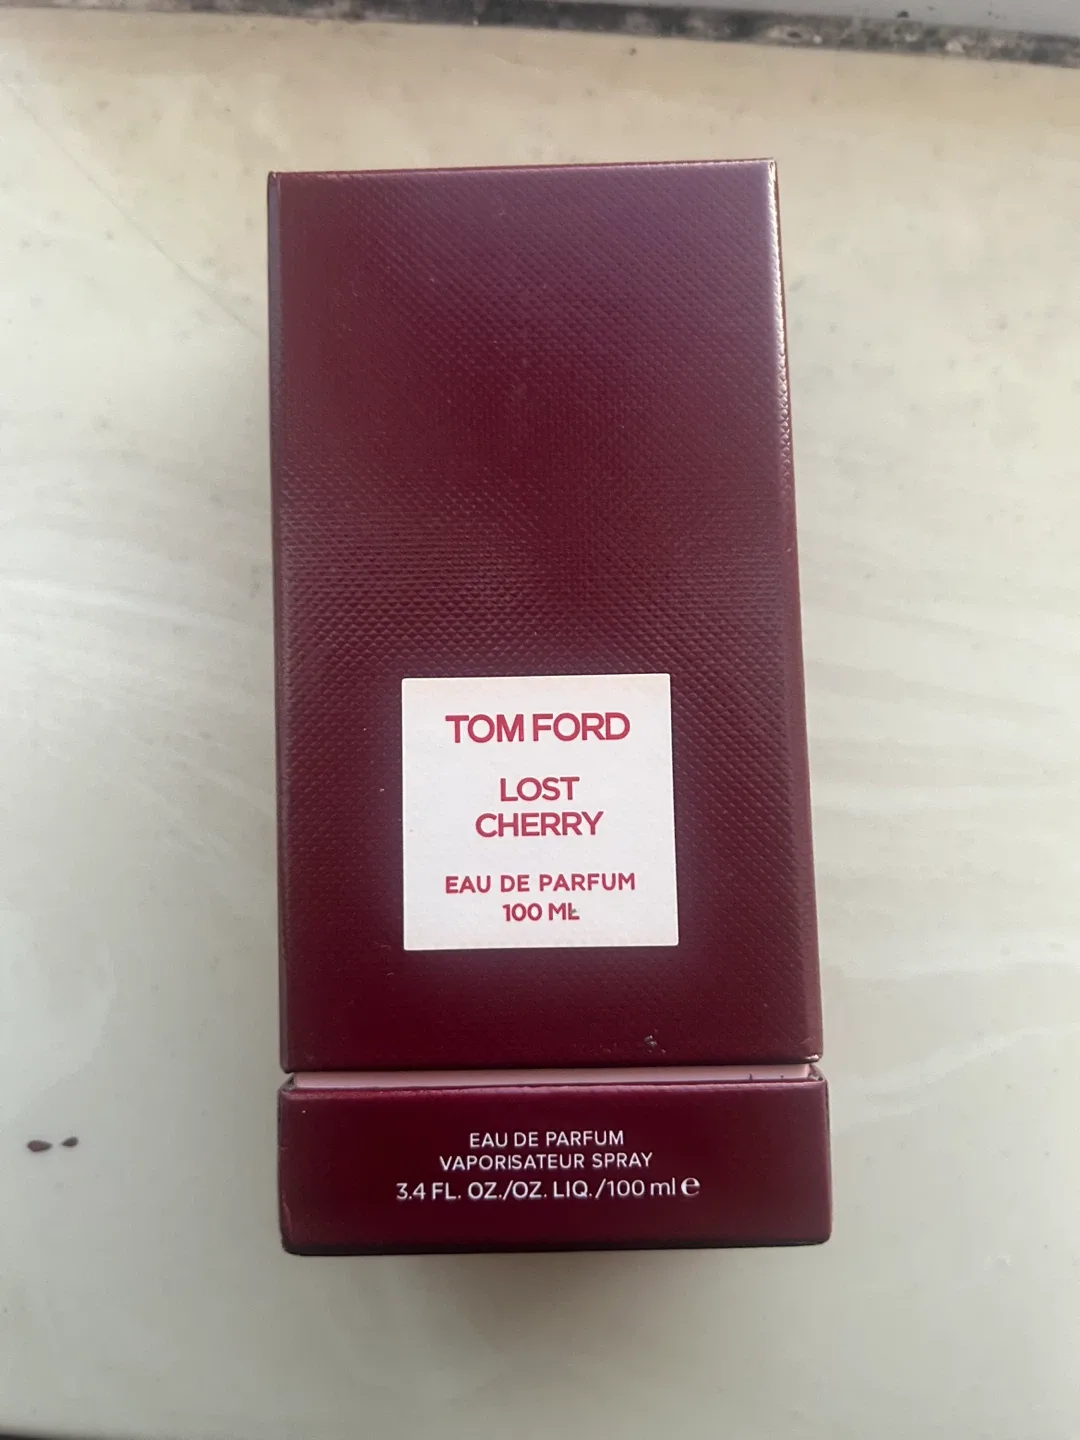 TOM FORD
LOST
CHERRY
EAU DE PARFUM
100 ML
EAU DE PARFUM
VAPORISATEUR SPRAY
3.4 FL. OZ./OZ. LIQ./100 ml ℮